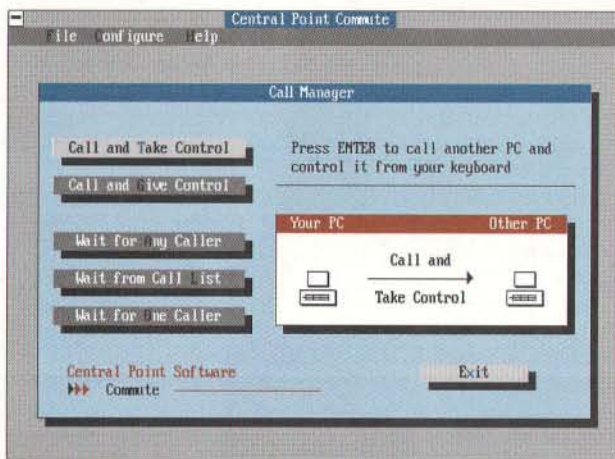 Central Point Commute
File Configure Help
Call Manager
Call and Take Control
Call and Give Control
Wait for Any Caller
Wait from Call List
Wait for One Caller
Press ENTER to call another PC and
control it from your keyboard
Your PC Other PC
Call and
Take Control
Central Point Software
Commute
Exit